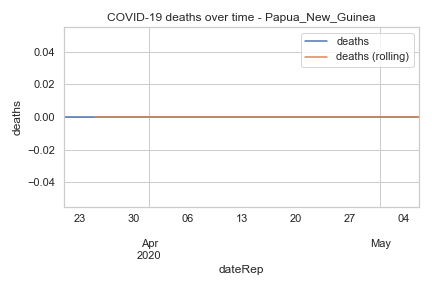 COVID-19 deaths over time - Papua_New_Guinea
deaths
deaths (rolling)
0.04
0.02
0.00
−0.02
−0.04
deaths
23 30 06 13 20 27 04
Apr May
2020
dateRep